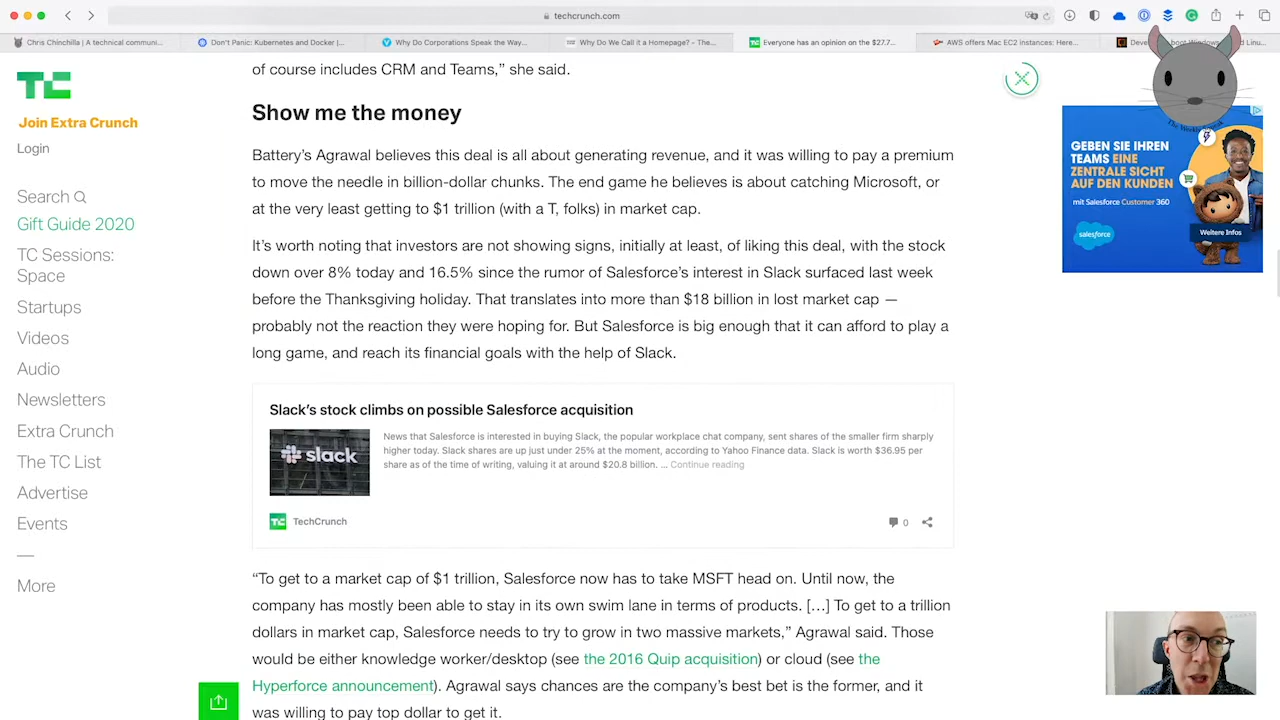 techcrunch.com
Chris Chinchilla | A technical communi...
Don't Panic: Kubernetes and Docker |...
Why Do Corporations Speak the Way...
Why Do We Call it a Homepage? – The...
Everyone has an opinion on the $27.7...
AWS offers Mac EC2 instances: Here...
TC
Join Extra Crunch
Login
Search
Gift Guide 2020
TC Sessions:
Space
Startups
Videos
Audio
Newsletters
Extra Crunch
The TC List
Advertise
Events
—
More
of course includes CRM and Teams,” she said.
Show me the money
Battery’s Agrawal believes this deal is all about generating revenue, and it was willing to pay a premium
to move the needle in billion-dollar chunks. The end game he believes is about catching Microsoft, or
at the very least getting to $1 trillion (with a T, folks) in market cap.
It’s worth noting that investors are not showing signs, initially at least, of liking this deal, with the stock
down over 8% today and 16.5% since the rumor of Salesforce’s interest in Slack surfaced last week
before the Thanksgiving holiday. That translates into more than $18 billion in lost market cap —
probably not the reaction they were hoping for. But Salesforce is big enough that it can afford to play a
long game, and reach its financial goals with the help of Slack.
Slack’s stock climbs on possible Salesforce acquisition
slack
News that Salesforce is interested in buying Slack, the popular workplace chat company, sent shares of the smaller firm sharply
higher today. Slack shares are up just under 25% at the moment, according to Yahoo Finance data. Slack is worth $36.95 per
share as of the time of writing, valuing it at around $20.8 billion. ... Continue reading
TC TechCrunch
0
“To get to a market cap of $1 trillion, Salesforce now has to take MSFT head on. Until now, the
company has mostly been able to stay in its own swim lane in terms of products. […] To get to a trillion
dollars in market cap, Salesforce needs to try to grow in two massive markets,” Agrawal said. Those
would be either knowledge worker/desktop (see the 2016 Quip acquisition) or cloud (see the
Hyperforce announcement). Agrawal says chances are the company’s best bet is the former, and it
was willing to pay top dollar to get it.
The Weekly
GEBEN SIE IHREN
TEAMS EINE
ZENTRALE SICHT
AUF DEN KUNDEN
mit Salesforce Customer 360
salesforce
Weitere Infos